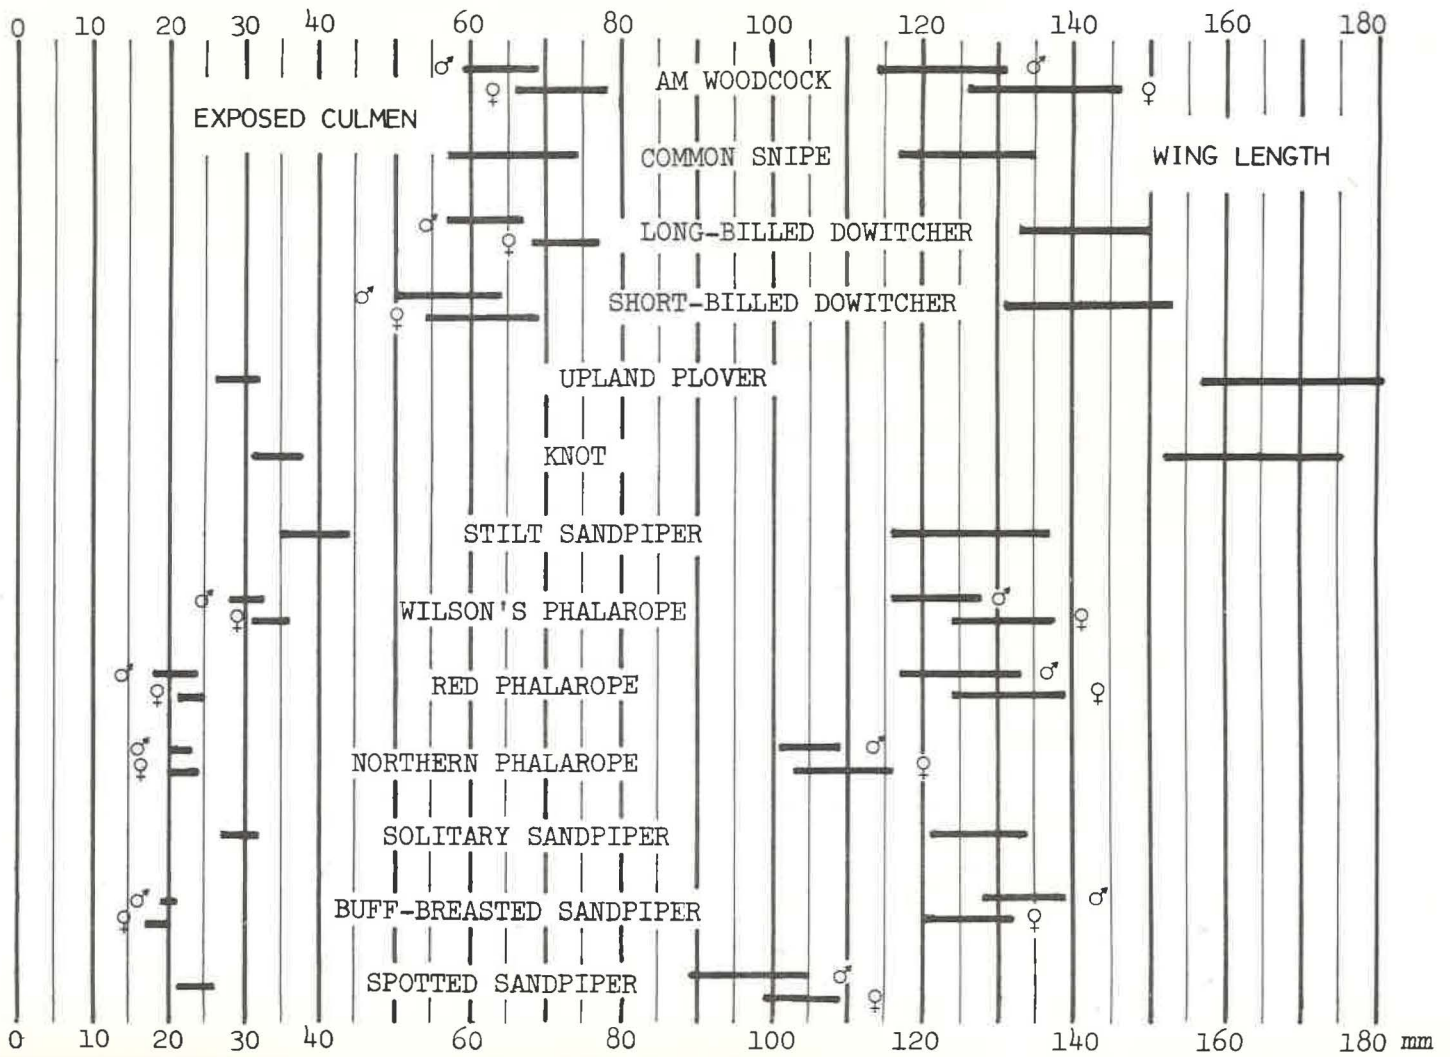 0 10 20 30 40 60 80 100 120 140 160 180
♂ ♂
AM WOODCOCK
♀ ♀
EXPOSED CULMEN
COMMON SNIPE WING LENGTH
♂
♀ LONG-BILLED DOWITCHER
♂ SHORT-BILLED DOWITCHER
♀
UPLAND PLOVER
KNOT
STILT SANDPIPER
♂ ♂
♀ WILSON'S PHALAROPE ♀
♂ ♂
♀ RED PHALAROPE ♀
♂ ♂
♀ NORTHERN PHALAROPE ♀
SOLITARY SANDPIPER
♂ ♂
♀ BUFF-BREASTED SANDPIPER ♀
♂
SPOTTED SANDPIPER ♀
0 10 20 30 40 60 80 100 120 140 160 180 mm